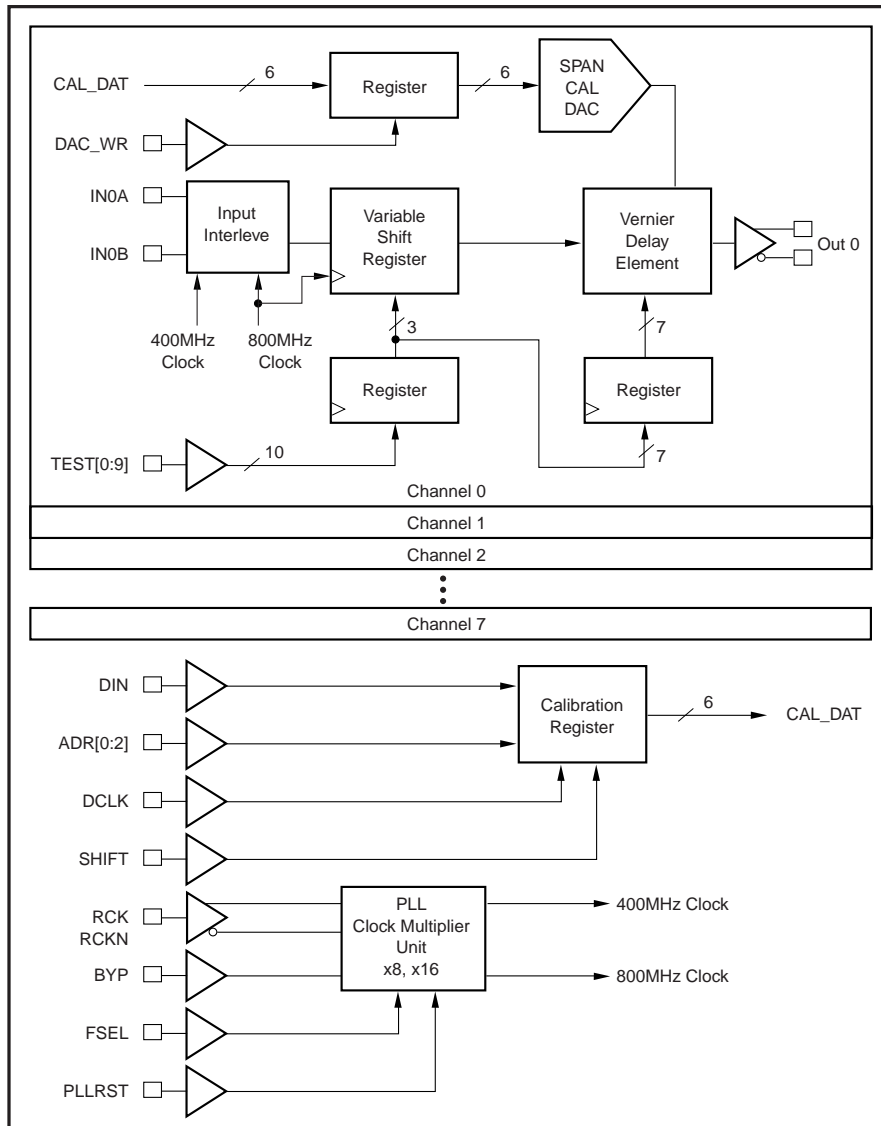 CAL_DAT
6
Register
6
SPAN
CAL
DAC
DAC_WR
IN0A
IN0B
Input
Interleve
Variable
Shift
Register
Vernier
Delay
Element
Out 0
400MHz
Clock
800MHz
Clock
3
7
Register
Register
TEST[0:9]
10
7
Channel 0
Channel 1
Channel 2
Channel 7
DIN
ADR[0:2]
DCLK
SHIFT
Calibration
Register
6
CAL_DAT
RCK
RCKN
BYP
FSEL
PLLRST
PLL
Clock Multiplier
Unit
x8, x16
400MHz Clock
800MHz Clock